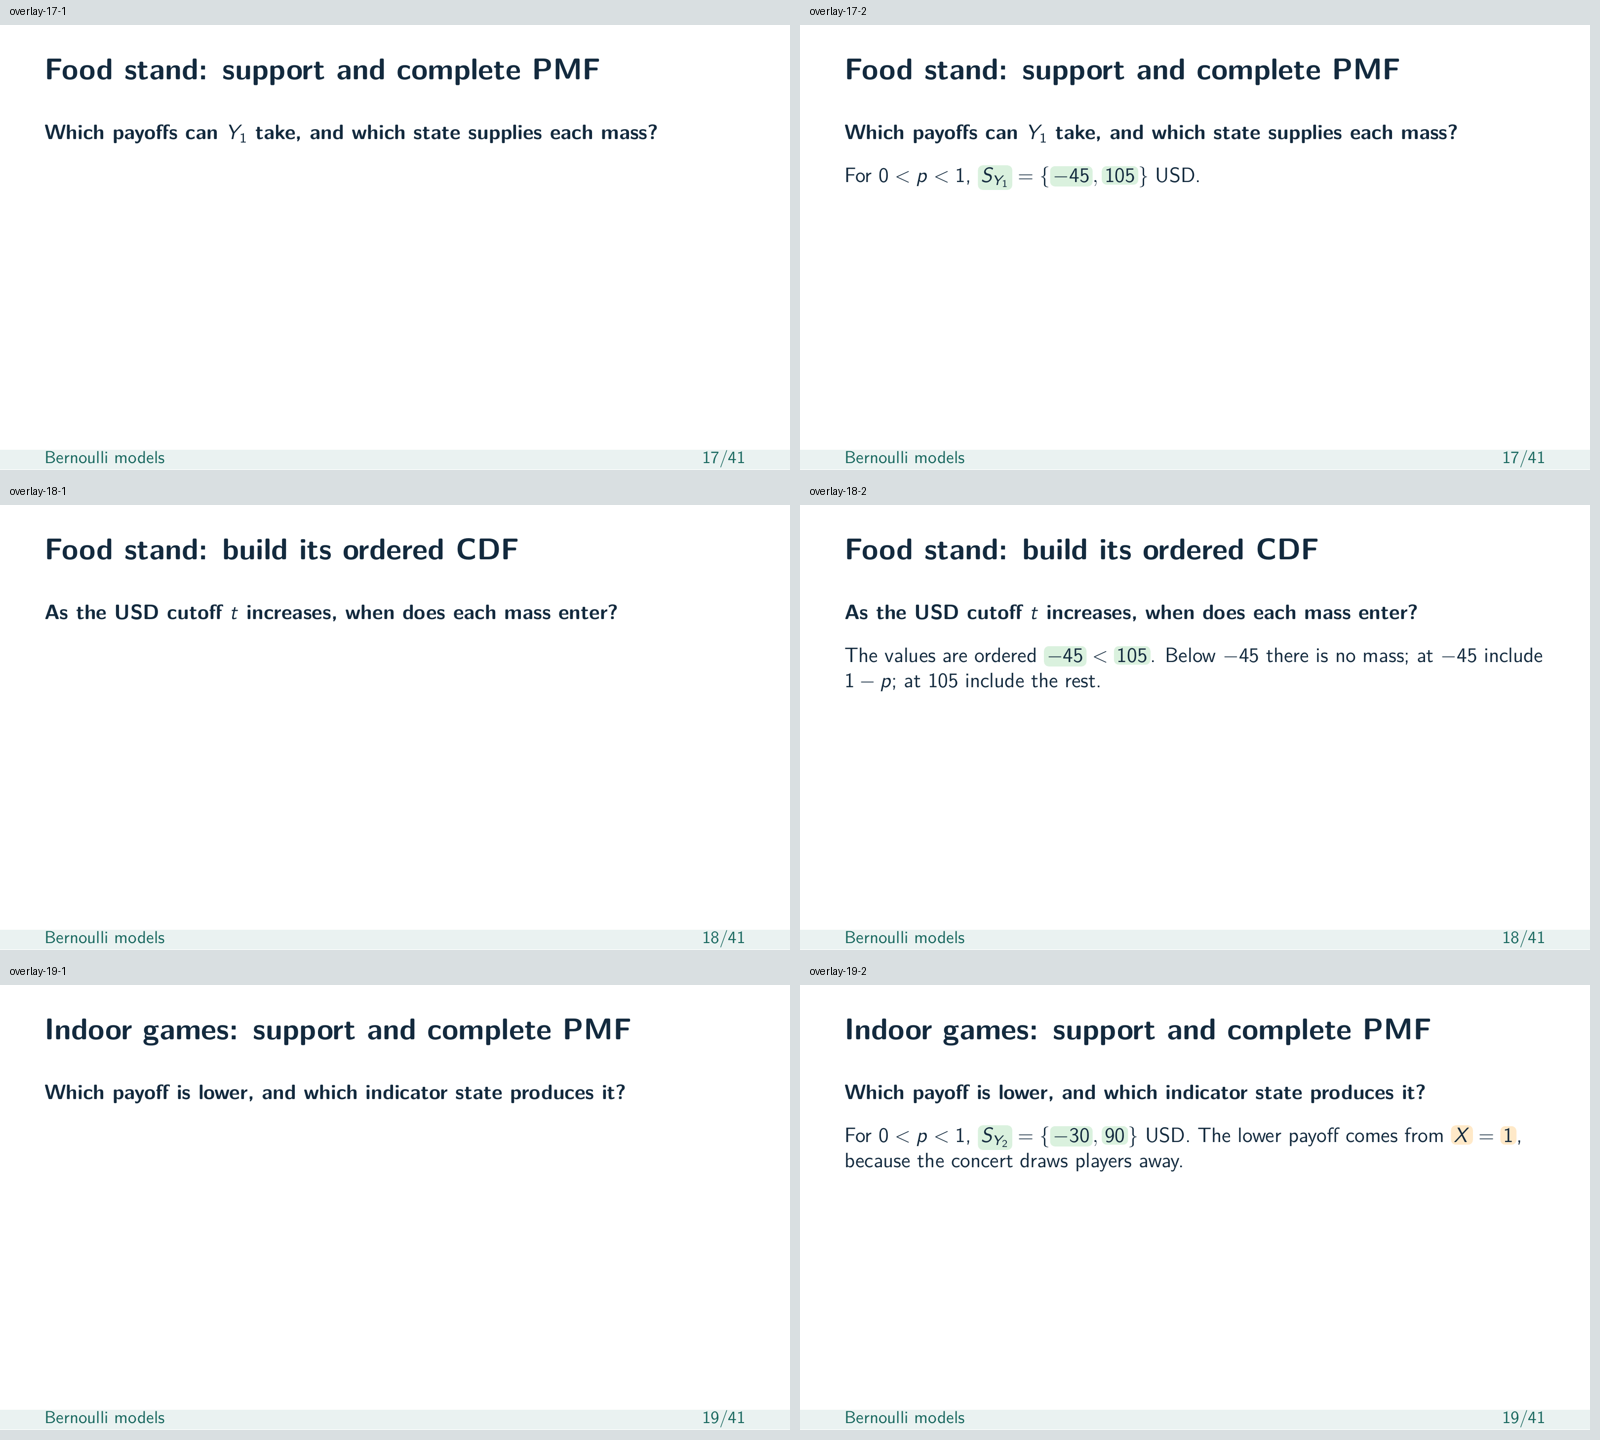 overlay-17-1
Food stand: support and complete PMF
Which payoffs can Y₁ take, and which state supplies each mass?
Bernoulli models 17/41
overlay-17-2
Food stand: support and complete PMF
Which payoffs can Y₁ take, and which state supplies each mass?
For 0 < p < 1, S_{Y₁} = {−45, 105} USD.
Bernoulli models 17/41
overlay-18-1
Food stand: build its ordered CDF
As the USD cutoff t increases, when does each mass enter?
Bernoulli models 18/41
overlay-18-2
Food stand: build its ordered CDF
As the USD cutoff t increases, when does each mass enter?
The values are ordered −45 < 105. Below −45 there is no mass; at −45 include
1 − p; at 105 include the rest.
Bernoulli models 18/41
overlay-19-1
Indoor games: support and complete PMF
Which payoff is lower, and which indicator state produces it?
Bernoulli models 19/41
overlay-19-2
Indoor games: support and complete PMF
Which payoff is lower, and which indicator state produces it?
For 0 < p < 1, S_{Y₂} = {−30, 90} USD. The lower payoff comes from X = 1,
because the concert draws players away.
Bernoulli models 19/41